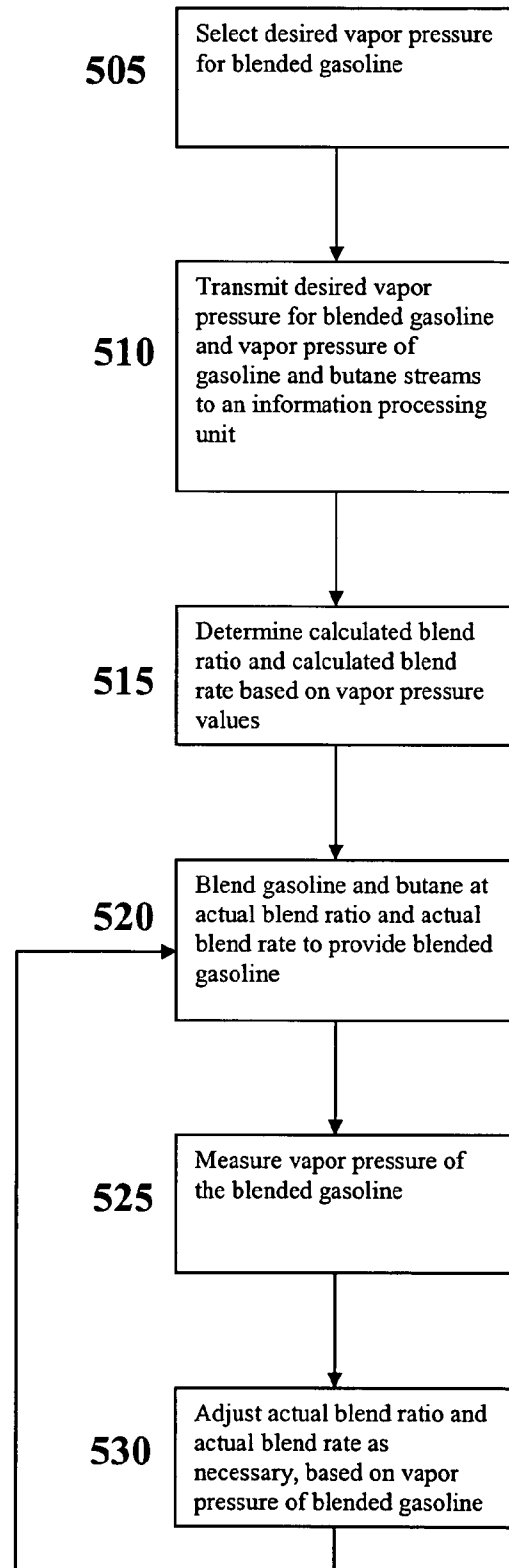 505
Select desired vapor pressure
for blended gasoline
510
Transmit desired vapor
pressure for blended gasoline
and vapor pressure of
gasoline and butane streams
to an information processing
unit
515
Determine calculated blend
ratio and calculated blend
rate based on vapor pressure
values
520
Blend gasoline and butane at
actual blend ratio and actual
blend rate to provide blended
gasoline
525
Measure vapor pressure of
the blended gasoline
530
Adjust actual blend ratio and
actual blend rate as
necessary, based on vapor
pressure of blended gasoline